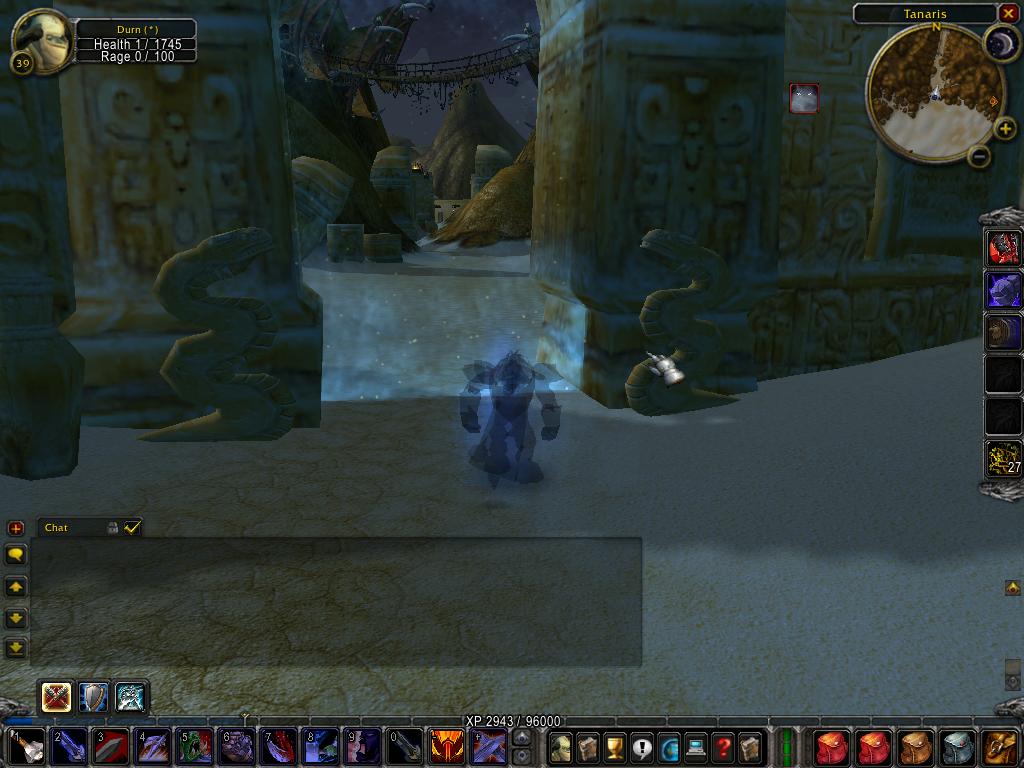 Durn (*)
Health 1 / 1745
Rage 0 / 100
39
Tanaris
N
27
Chat
XP 2943 / 96000
1 2 3 4 5 6 7 8 9 0 - +